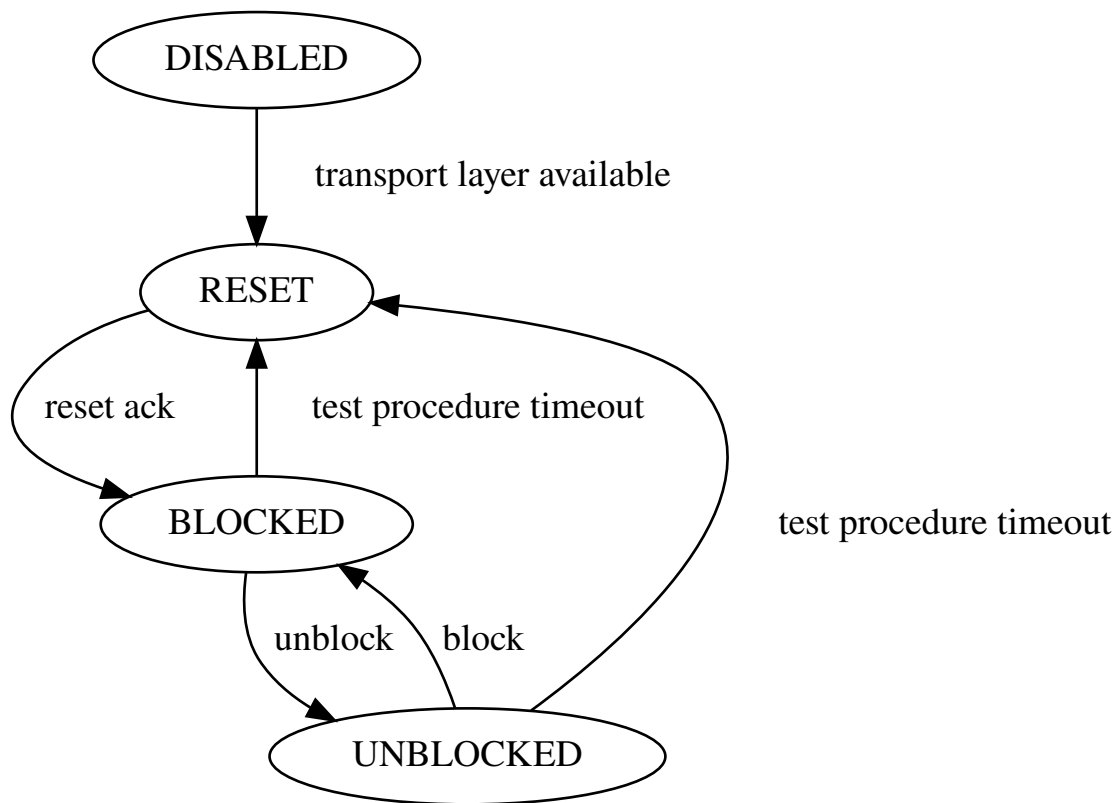 DISABLED
transport layer available
RESET
reset ack
test procedure timeout
BLOCKED
test procedure timeout
unblock
block
UNBLOCKED